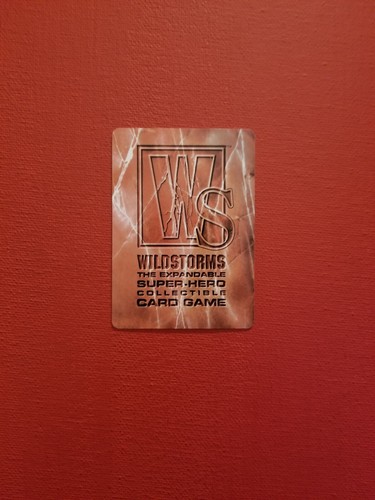 WS
WILDSTORMS
THE EXPANDABLE
SUPER-HERO
COLLECTIBLE
CARD GAME